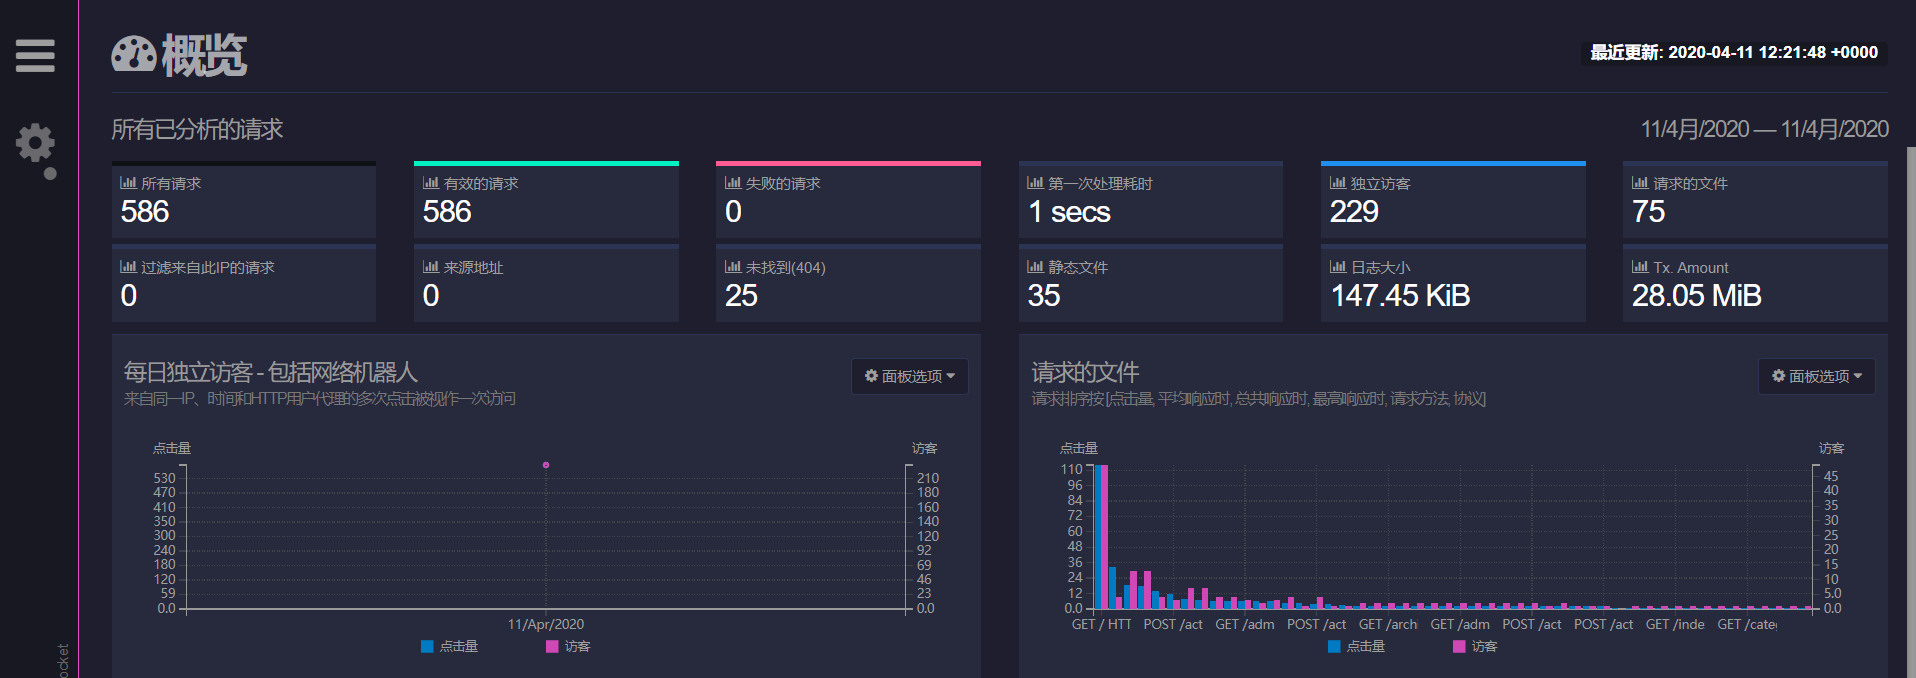 概览
最近更新: 2020-04-11 12:21:48 +0000
所有已分析的请求
11/4月/2020 — 11/4月/2020
所有请求
586
有效的请求
586
失败的请求
0
第一次处理耗时
1 secs
独立访客
229
请求的文件
75
过滤来自此IP的请求
0
来源地址
0
未找到(404)
25
静态文件
35
日志大小
147.45 KiB
Tx. Amount
28.05 MiB
每日独立访客 - 包括网络机器人
面板选项
来自同一IP、时间和HTTP用户代理的多次点击被视作一次访问
点击量
访客
530
470
410
350
300
240
180
120
59
0.0
210
180
160
140
120
92
69
46
23
0.0
11/Apr/2020
点击量
访客
请求的文件
面板选项
请求排序按 [点击量, 平均响应时, 总共响应时, 最高响应时, 请求方法, 协议]
点击量
访客
110
96
84
72
60
48
36
24
12
0.0
45
40
35
30
25
20
15
10
5.0
0.0
GET / HTT
POST /act
GET /adm
POST /act
GET /archi
GET /adm
POST /act
POST /act
GET /inde
GET /cate
点击量
访客
ocket